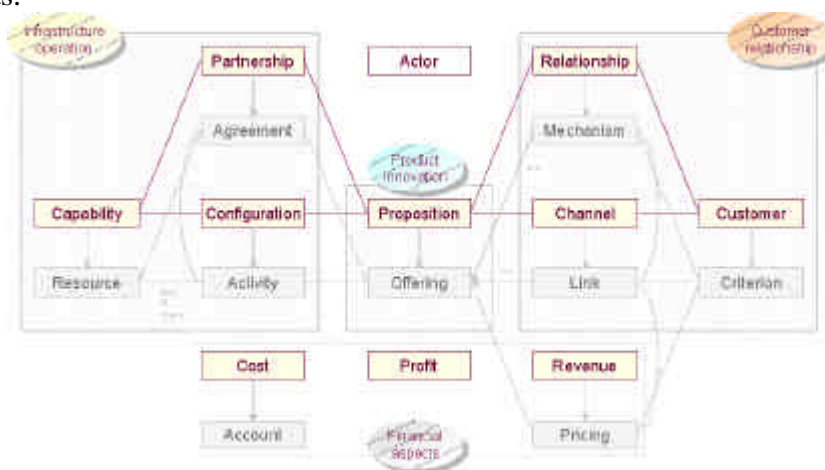 Infrastructure
operation
Customer
relationship
Partnership
Actor
Relationship
Agreement
Mechanism
Product
Innovation
Capability
Configuration
Proposition
Channel
Customer
Resource
Activity
Offering
Link
Criterion
Cost
Profit
Revenue
Account
Financial
aspects
Pricing